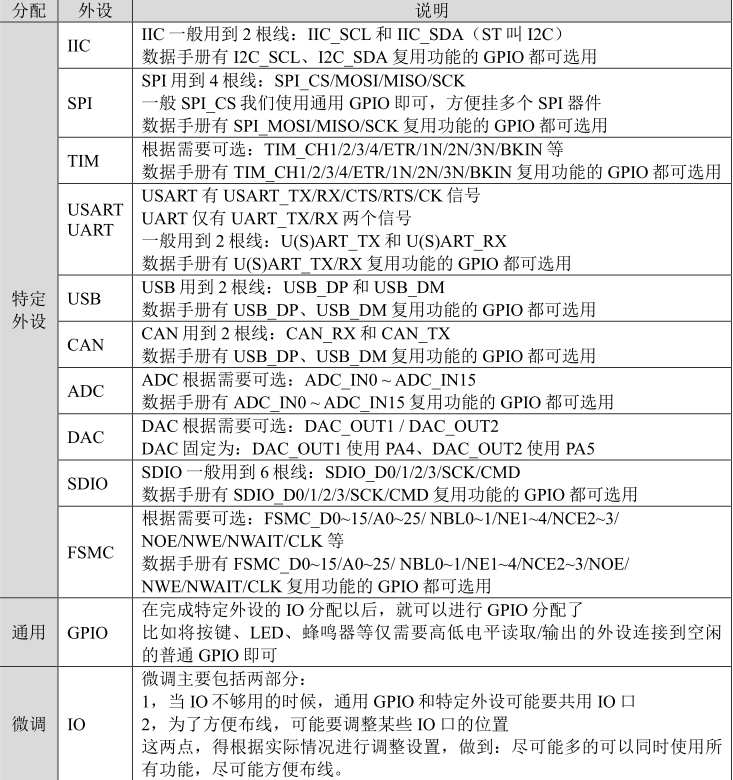 分配 外设 说明
特定
外设
IIC
IIC 一般用到 2 根线：IIC_SCL 和 IIC_SDA（ST 叫 I2C）
数据手册有 I2C_SCL、I2C_SDA 复用功能的 GPIO 都可选用
SPI
SPI 用到 4 根线：SPI_CS/MOSI/MISO/SCK
一般 SPI_CS 我们使用通用 GPIO 即可，方便挂多个 SPI 器件
数据手册有 SPI_MOSI/MISO/SCK 复用功能的 GPIO 都可选用
TIM
根据需要可选：TIM_CH1/2/3/4/ETR/1N/2N/3N/BKIN 等
数据手册有 TIM_CH1/2/3/4/ETR/1N/2N/3N/BKIN 复用功能的 GPIO 都可选用
USART
UART
USART 有 USART_TX/RX/CTS/RTS/CK 信号
UART 仅有 UART_TX/RX 两个信号
一般用到 2 根线：U(S)ART_TX 和 U(S)ART_RX
数据手册有 U(S)ART_TX/RX 复用功能的 GPIO 都可选用
USB
USB 用到 2 根线：USB_DP 和 USB_DM
数据手册有 USB_DP、USB_DM 复用功能的 GPIO 都可选用
CAN
CAN 用到 2 根线：CAN_RX 和 CAN_TX
数据手册有 USB_DP、USB_DM 复用功能的 GPIO 都可选用
ADC
ADC 根据需要可选：ADC_IN0 ~ ADC_IN15
数据手册有 ADC_IN0 ~ ADC_IN15 复用功能的 GPIO 都可选用
DAC
DAC 根据需要可选：DAC_OUT1 / DAC_OUT2
DAC 固定为：DAC_OUT1 使用 PA4、DAC_OUT2 使用 PA5
SDIO
SDIO 一般用到 6 根线：SDIO_D0/1/2/3/SCK/CMD
数据手册有 SDIO_D0/1/2/3/SCK/CMD 复用功能的 GPIO 都可选用
FSMC
根据需要可选：FSMC_D0~15/A0~25/ NBL0~1/NE1~4/NCE2~3/
NOE/NWE/NWAIT/CLK 等
数据手册有 FSMC_D0~15/A0~25/ NBL0~1/NE1~4/NCE2~3/NOE/
NWE/NWAIT/CLK 复用功能的 GPIO 都可选用
通用 GPIO
在完成特定外设的 IO 分配以后，就可以进行 GPIO 分配了
比如将按键、LED、蜂鸣器等仅需要高低电平读取/输出的外设连接到空闲
的普通 GPIO 即可
微调 IO
微调主要包括两部分：
1，当 IO 不够用的时候，通用 GPIO 和特定外设可能要共用 IO 口
2，为了方便布线，可能要调整某些 IO 口的位置
这两点，得根据实际情况进行调整设置，做到：尽可能多的可以同时使用所
有功能，尽可能方便布线。